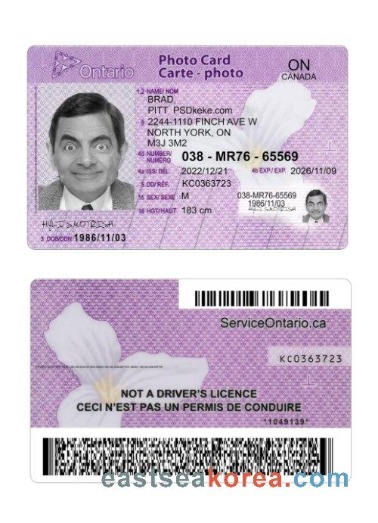 Ontario
Photo Card
Carte - photo
ON
CANADA
1,2 NAME/ NOM
BRAD
PITT PSDkeke.com
8 2244-1110 FINCH AVE W
NORTH YORK, ON
M3J 3M2
4d NUMBER/
NUMÉRO
038 - MR76 - 65569
4a ISS/ DÉL 2022/12/21
4b EXP/ EXP. 2026/11/09
5 DD/RÉF. KC0363723
15 SEX/ SEXE M
16 HGT/HAUT 183 cm
038-MR76-65569
1986/11/03
3 DOB/DDN 1986/11/03
ServiceOntario.ca
KC0363723
NOT A DRIVER'S LICENCE
CECI N'EST PAS UN PERMIS DE CONDUIRE
*1049139*
eastseakorea.com